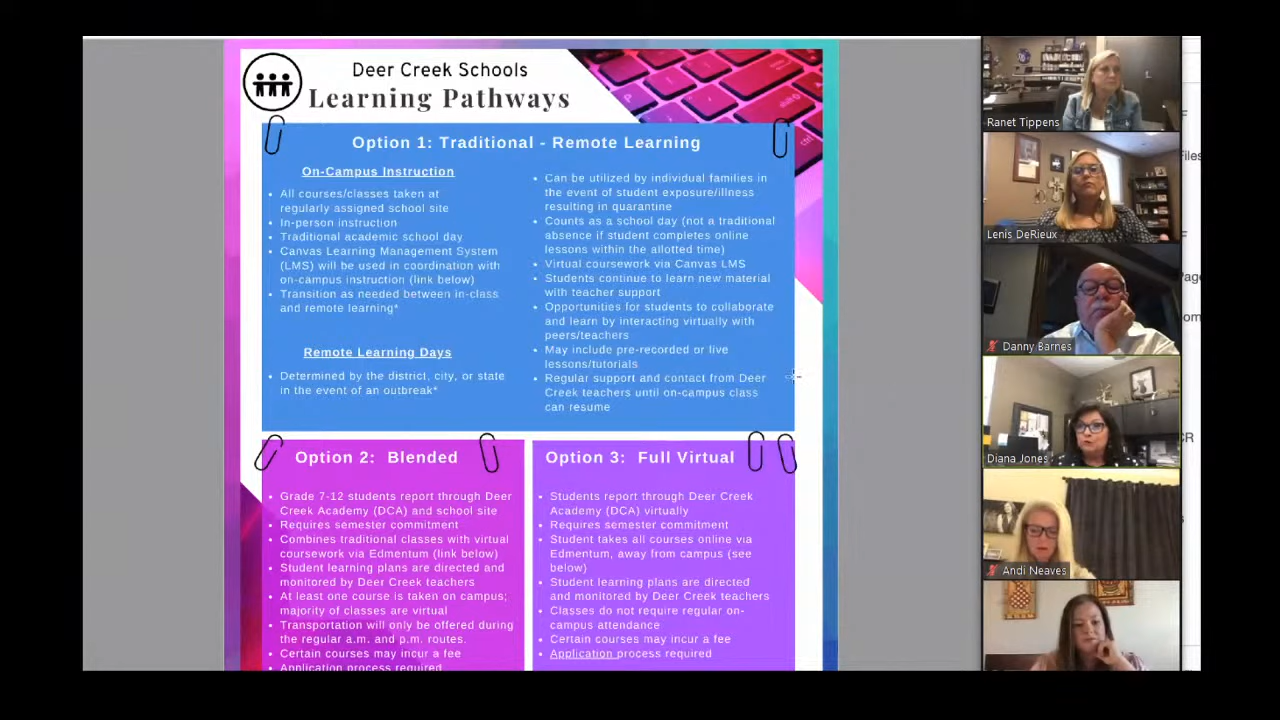 Deer Creek Schools
Learning Pathways
Option 1: Traditional - Remote Learning
On-Campus Instruction
• All courses/classes taken at
regularly assigned school site
• In-person instruction
• Traditional academic school day
• Canvas Learning Management System
(LMS) will be used in coordination with
on-campus instruction (link below)
• Transition as needed between in-class
and remote learning*
Remote Learning Days
• Determined by the district, city, or state
in the event of an outbreak*
• Can be utilized by individual families in
the event of student exposure/illness
resulting in quarantine
• Counts as a school day (not a traditional
absence if student completes online
lessons within the allotted time)
• Virtual coursework via Canvas LMS
• Students continue to learn new material
with teacher support
• Opportunities for students to collaborate
and learn by interacting virtually with
peers/teachers
• May include pre-recorded or live
lessons/tutorials
• Regular support and contact from Deer
Creek teachers until on-campus class
can resume
Option 2: Blended
• Grade 7-12 students report through Deer
Creek Academy (DCA) and school site
• Requires semester commitment
• Combines traditional classes with virtual
coursework via Edmentum (link below)
• Student learning plans are directed and
monitored by Deer Creek teachers
• At least one course is taken on campus;
majority of classes are virtual
• Transportation will only be offered during
the regular a.m. and p.m. routes.
• Certain courses may incur a fee
• Application process required
Option 3: Full Virtual
• Students report through Deer Creek
Academy (DCA) virtually
• Requires semester commitment
• Student takes all courses online via
Edmentum, away from campus (see
below)
• Student learning plans are directed
and monitored by Deer Creek teachers
• Classes do not require regular on-
campus attendance
• Certain courses may incur a fee
• Application process required
Ranet Tippens
Lenis DeRieux
Danny Barnes
Diana Jones
Andi Neaves